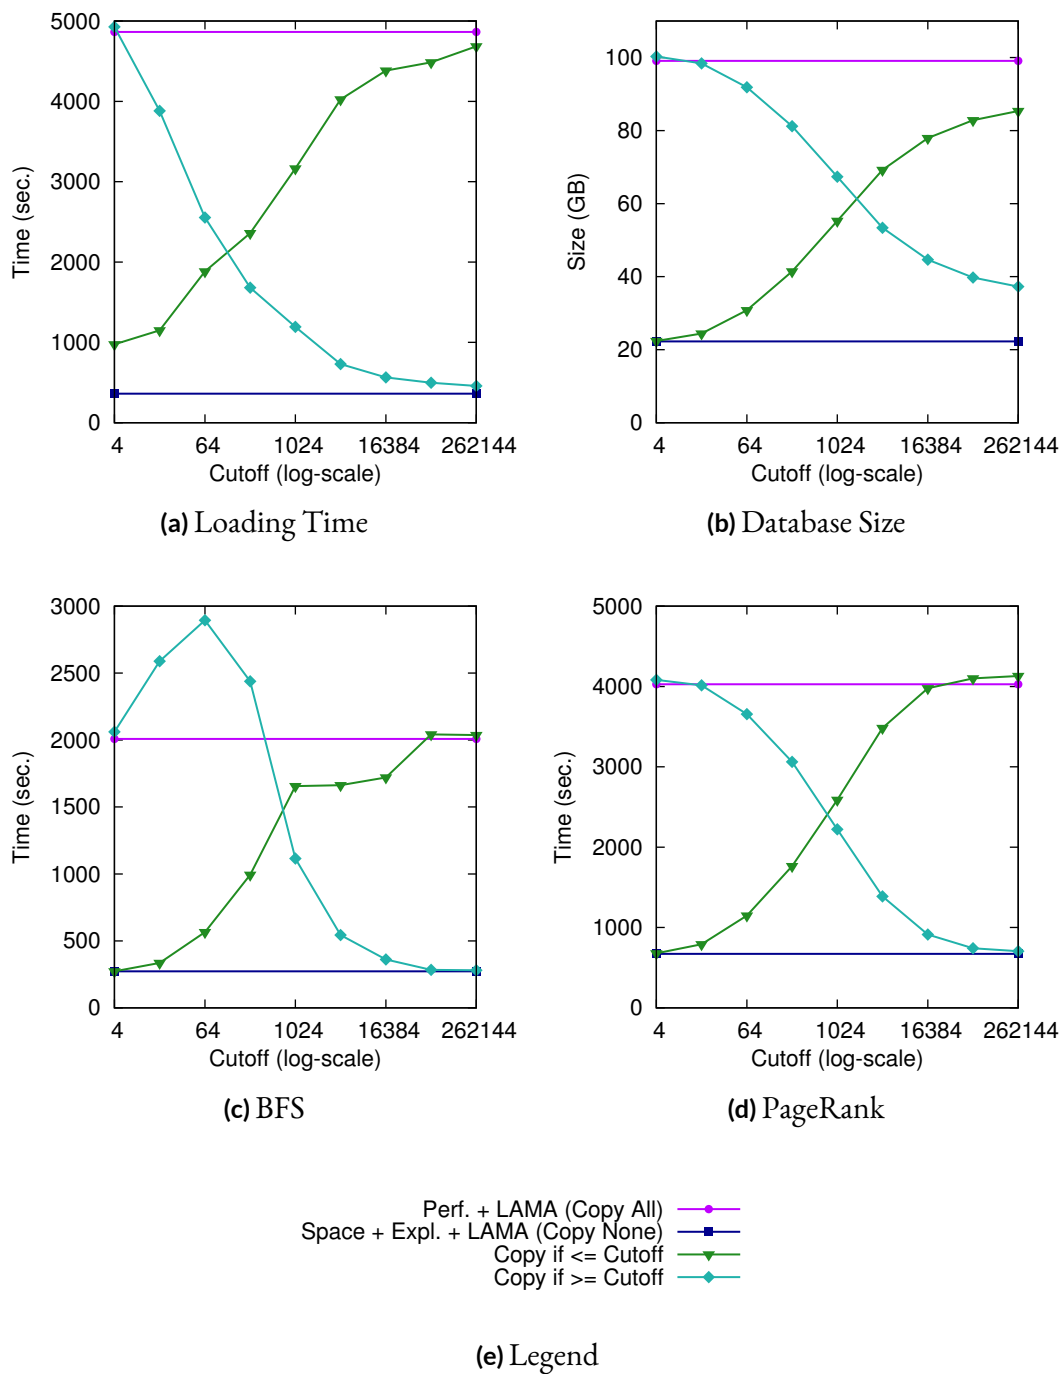 5000
4000
3000
2000
1000
0
Time (sec.)
4
64
1024
16384
262144
Cutoff (log-scale)
(a) Loading Time
100
80
60
40
20
0
Size (GB)
4
64
1024
16384
262144
Cutoff (log-scale)
(b) Database Size
3000
2500
2000
1500
1000
500
0
Time (sec.)
4
64
1024
16384
262144
Cutoff (log-scale)
(c) BFS
5000
4000
3000
2000
1000
0
Time (sec.)
4
64
1024
16384
262144
Cutoff (log-scale)
(d) PageRank
Perf. + LAMA (Copy All)
Space + Expl. + LAMA (Copy None)
Copy if <= Cutoff
Copy if >= Cutoff
(e) Legend